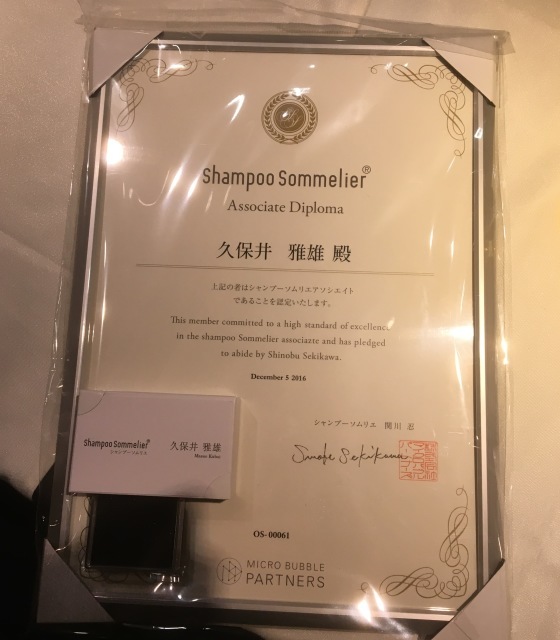 Shampoo Sommelier®
Associate Diploma
久保井 雅雄 殿
上記の者はシャンプーソムリエアソシエイト
であることを認定いたします。
This member committed to a high standard of excellence
in the shampoo Sommelier associazte and has pledged
to abide by Shinobu Sekikawa.
December 5 2016
シャンプーソムリエ 関川 忍
Shinobu Sekikawa
Shampoo Sommelier®
シャンプーソムリエ
久保井 雅雄
Masao Kuboi
OS-00061
MICRO BUBBLE
PARTNERS